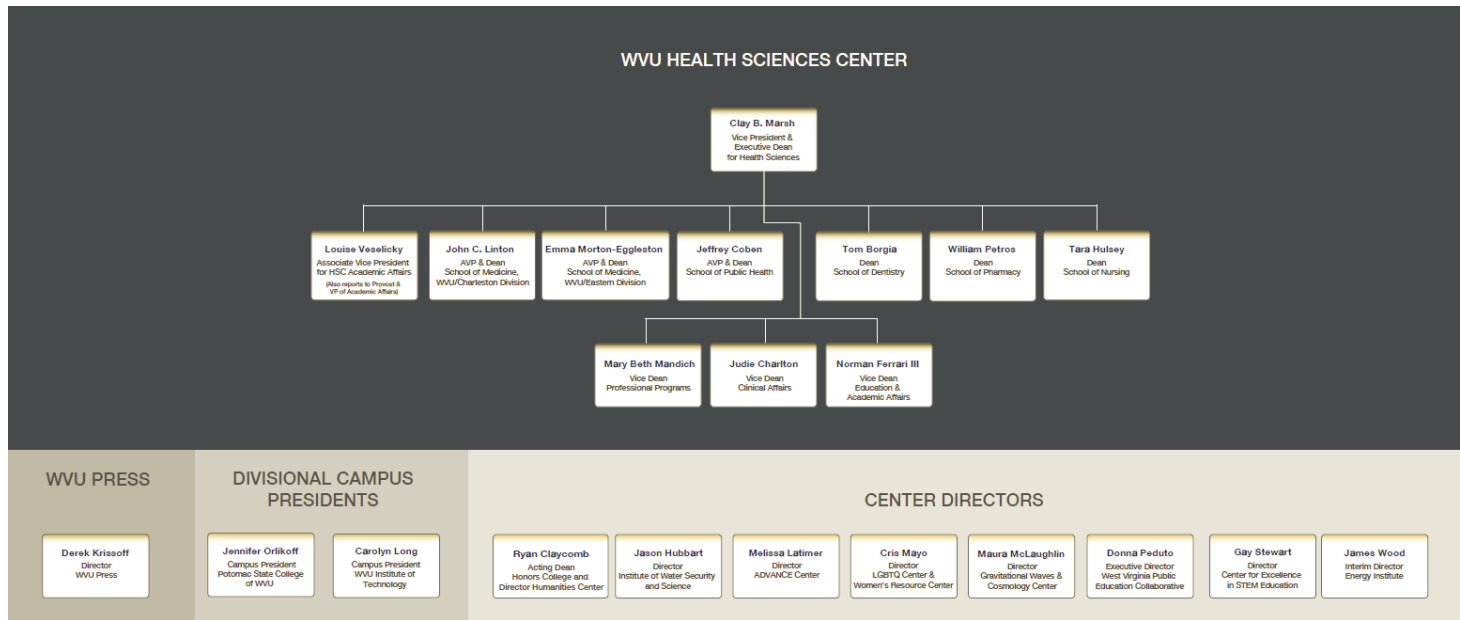 WVU HEALTH SCIENCES CENTER
Clay B. Marsh
Vice President &
Executive Dean
for Health Sciences
Louise Veselicky
Associate Vice President
for HSC Academic Affairs
(Also reports to Provost &
VP of Academic Affairs)
John C. Linton
AVP & Dean
School of Medicine,
WVU/Charleston Division
Emma Morton-Eggleston
AVP & Dean
School of Medicine,
WVU/Eastern Division
Jeffrey Coben
AVP & Dean
School of Public Health
Tom Borgia
Dean
School of Dentistry
William Petros
Dean
School of Pharmacy
Tara Hulsey
Dean
School of Nursing
Mary Beth Mandich
Vice Dean
Professional Programs
Judie Charlton
Vice Dean
Clinical Affairs
Norman Ferrari III
Vice Dean
Education &
Academic Affairs
WVU PRESS
Derek Krissoff
Director
WVU Press
DIVISIONAL CAMPUS
PRESIDENTS
Jennifer Orlikoff
Campus President
Potomac State College
of WVU
Carolyn Long
Campus President
WVU Institute of
Technology
CENTER DIRECTORS
Ryan Claycomb
Acting Dean
Honors College and
Director Humanities Center
Jason Hubbart
Director
Institute of Water Security
and Science
Melissa Latimer
Director
ADVANCE Center
Cris Mayo
Director
LGBTQ Center &
Women's Resource Center
Maura McLaughlin
Director
Gravitational Waves &
Cosmology Center
Donna Peduto
Executive Director
West Virginia Public
Education Collaborative
Gay Stewart
Director
Center for Excellence
in STEM Education
James Wood
Interim Director
Energy Institute